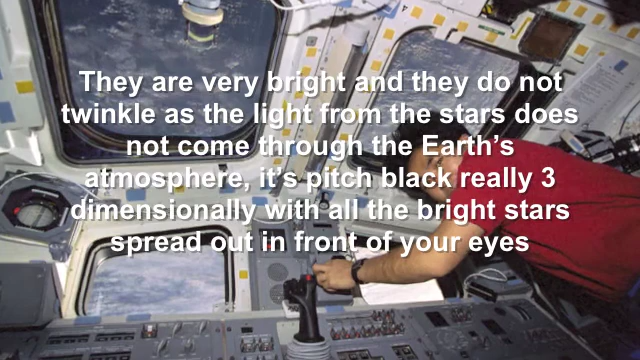 They are very bright and they do not
twinkle as the light from the stars does
not come through the Earth’s
atmosphere, it’s pitch black really 3
dimensionally with all the bright stars
spread out in front of your eyes